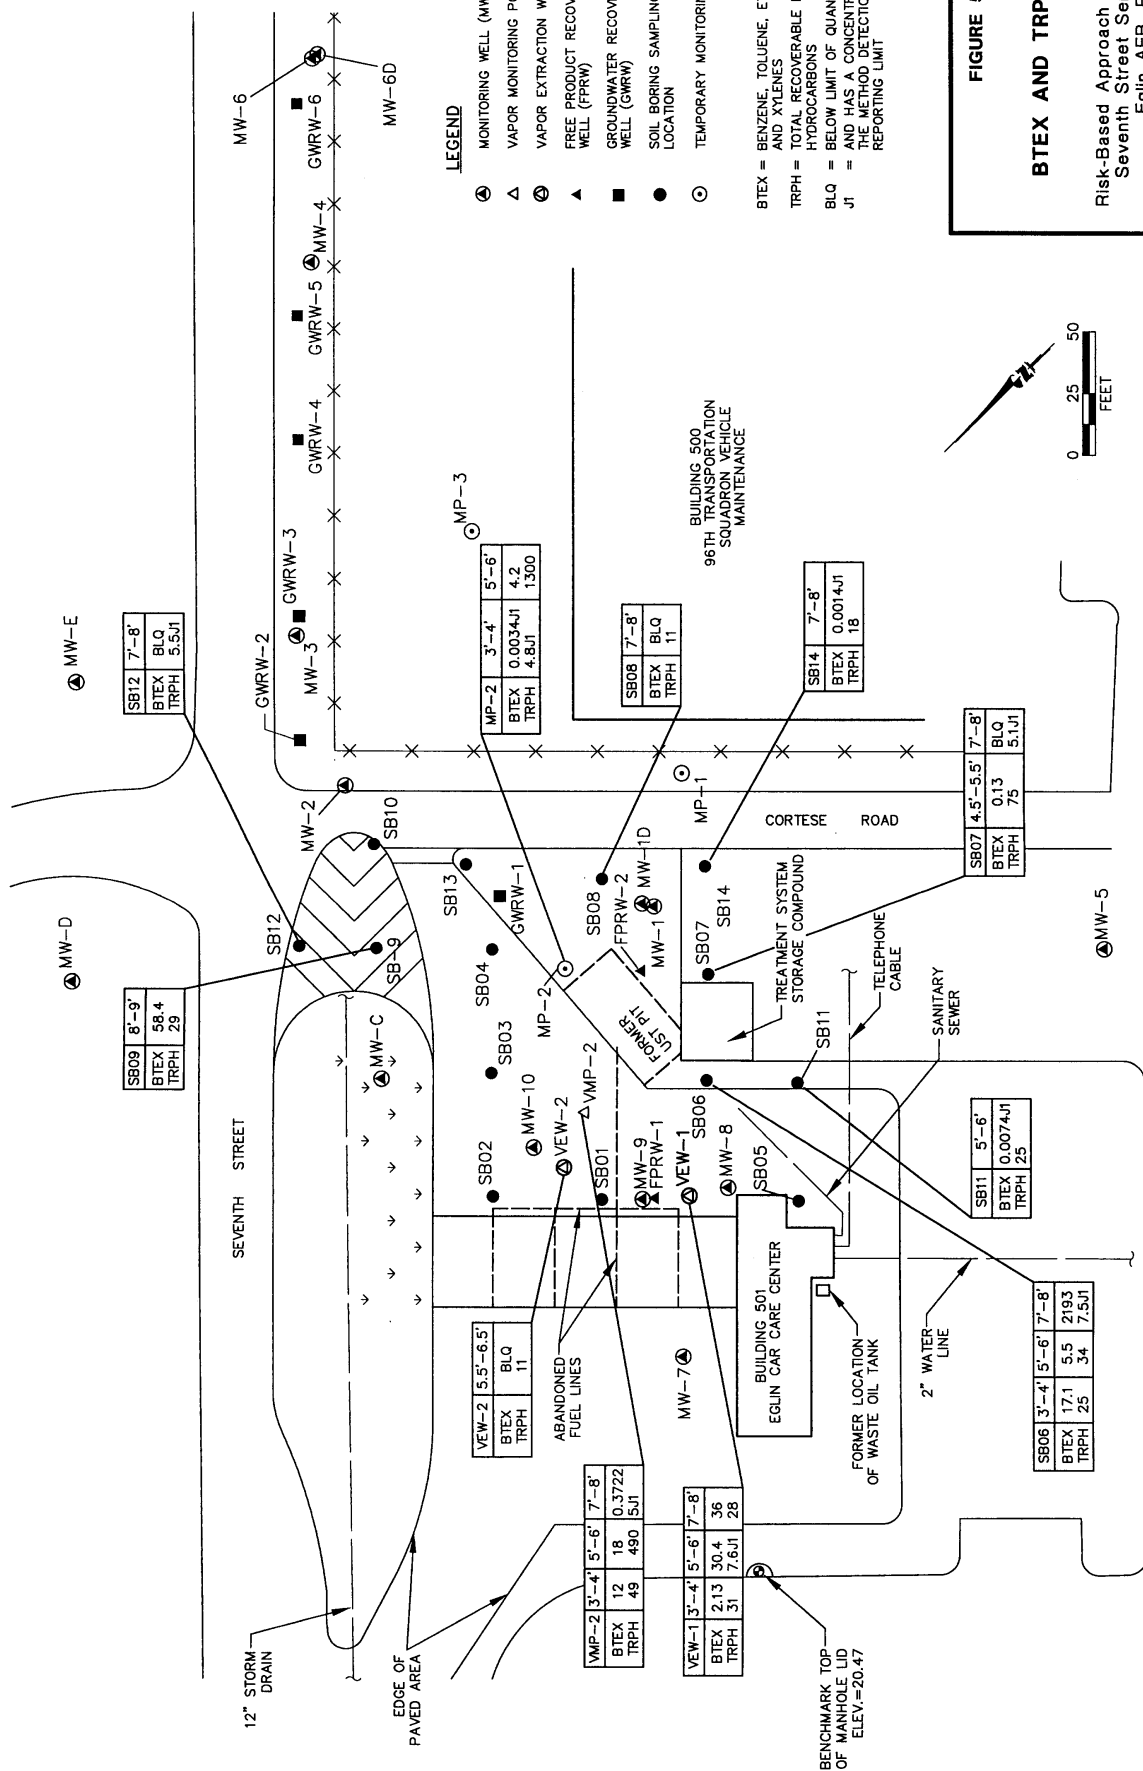 MW-E
MW-D
MW-6
MW-6D
GWRW-6
MW-4
GWRW-5
GWRW-4
GWRW-3
MW-3
GWRW-2
MW-2
SB12 7'-8'
BTEX BLQ
TRPH 5.5J1
SB09 8'-9'
BTEX 58.4
TRPH 29
SEVENTH STREET
12" STORM
DRAIN
EDGE OF
PAVED AREA
SB12
SB-9
SB10
MW-C
SB13
GWRW-1
SB04
SB03
SB02
MP-3
MP-2 3'-4' 5'-6'
BTEX 0.0034J1 4.2
TRPH 4.8J1 1300
MP-2
MW-10
VEW-2
VMP-2
SB01
VEW-2 5.5'-6.5'
BTEX BLQ
TRPH 11
ABANDONED
FUEL LINES
FORMER
UST PIT
SB08
FPRW-2
MW-1D
MW-1
MP-1
SB08 7'-8'
BTEX BLQ
TRPH 11
BUILDING 500
96TH TRANSPORTATION
SQUADRON VEHICLE
MAINTENANCE
MW-9
FPRW-1
VEW-1
MW-8
MW-7
VMP-2 3'-4' 5'-6' 7'-8'
BTEX 12 18 0.3722
TRPH 49 490 5J1
VEW-1 3'-4' 5'-6' 7'-8'
BTEX 2.13 30.4 36
TRPH 31 7.6J1 28
SB14
SB07
SB06
SB05
SB11
SB14 7'-8'
BTEX 0.0014J1
TRPH 18
CORTESE ROAD
TREATMENT SYSTEM
STORAGE COMPOUND
TELEPHONE
CABLE
SANITARY
SEWER
BUILDING 501
EGLIN CAR CARE CENTER
FORMER LOCATION
OF WASTE OIL TANK
BENCHMARK TOP
OF MANHOLE LID
ELEV.=20.47
2" WATER
LINE
SB07 4.5'-5.5' 7'-8'
BTEX 0.13 BLQ
TRPH 75 5.1J1
SB11 5'-6'
BTEX 0.0074J1
TRPH 25
SB06 3'-4' 5'-6' 7'-8'
BTEX 17.1 5.5 2193
TRPH 25 34 7.5J1
MW-5
N
0 25 50
FEET
LEGEND
MONITORING WELL
VAPOR MONITORING
VAPOR EXTRACTION
FREE PRODUCT
WELL (FPRW)
GROUNDWATER
WELL (GWRW)
SOIL BORING SAMPLING
LOCATION
TEMPORARY MONITORING
BTEX = BENZENE, TOLUENE,
AND XYLENES
TRPH = TOTAL RECOVERABLE
HYDROCARBONS
BLQ = BELOW LIMIT OF
J1 = AND HAS A
THE METHOD
REPORTING LIMIT
FIGURE
BTEX AND
Risk-Based Approach
Seventh Street
Eglin AFB,